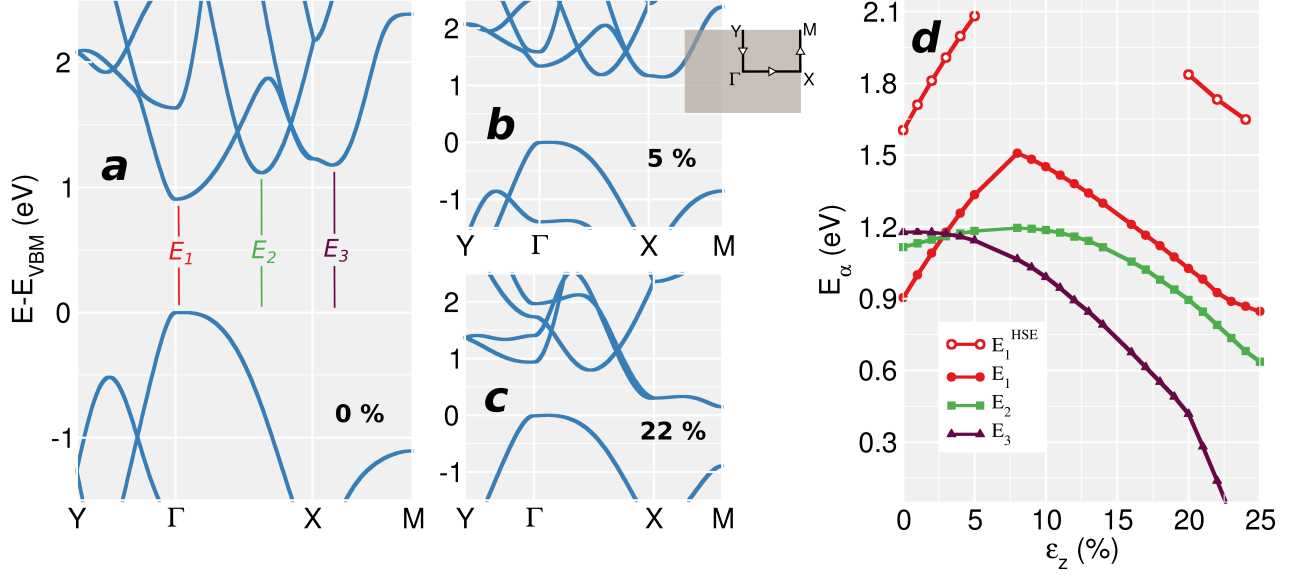 E-E_VBM (eV)
2
1
0
-1
a
E₁
E₂
E₃
0 %
Y
Γ
X
M
2
1
0
-1
b
5 %
Y
Γ
X
M
Y
M
Γ
X
2
1
0
-1
c
22 %
Y
Γ
X
M
d
E_α (eV)
2.1
1.8
1.5
1.2
0.9
0.6
0.3
E₁^HSE
E₁
E₂
E₃
0
5
10
15
20
25
ε_z (%)